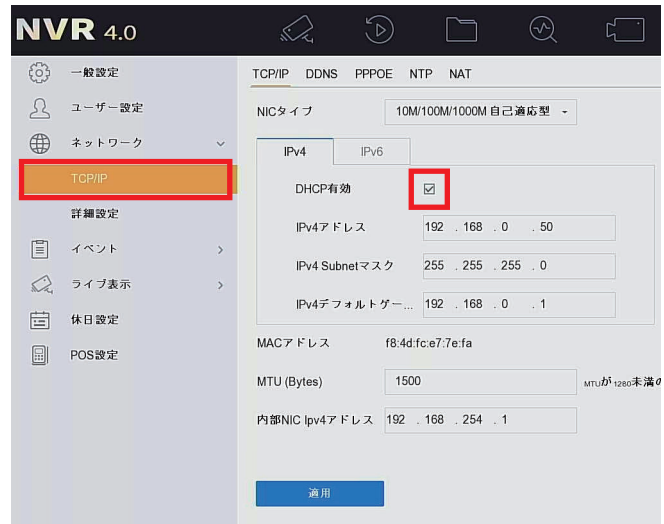 NVR 4.0
一般設定
ユーザー設定
ネットワーク
TCP/IP
詳細設定
イベント
ライブ表示
休日設定
POS設定
TCP/IP DDNS PPPOE NTP NAT
NICタイプ 10M/100M/1000M 自己適応型
IPv4 IPv6
DHCP有効
IPv4アドレス 192 . 168 . 0 . 50
IPv4 Subnetマスク 255 . 255 . 255 . 0
IPv4デフォルトゲー... 192 . 168 . 0 . 1
MACアドレス f8:4d:fc:e7:7e:fa
MTU (Bytes) 1500 MTUが1280未満の
内部NIC Ipv4アドレス 192 . 168 . 254 . 1
適用